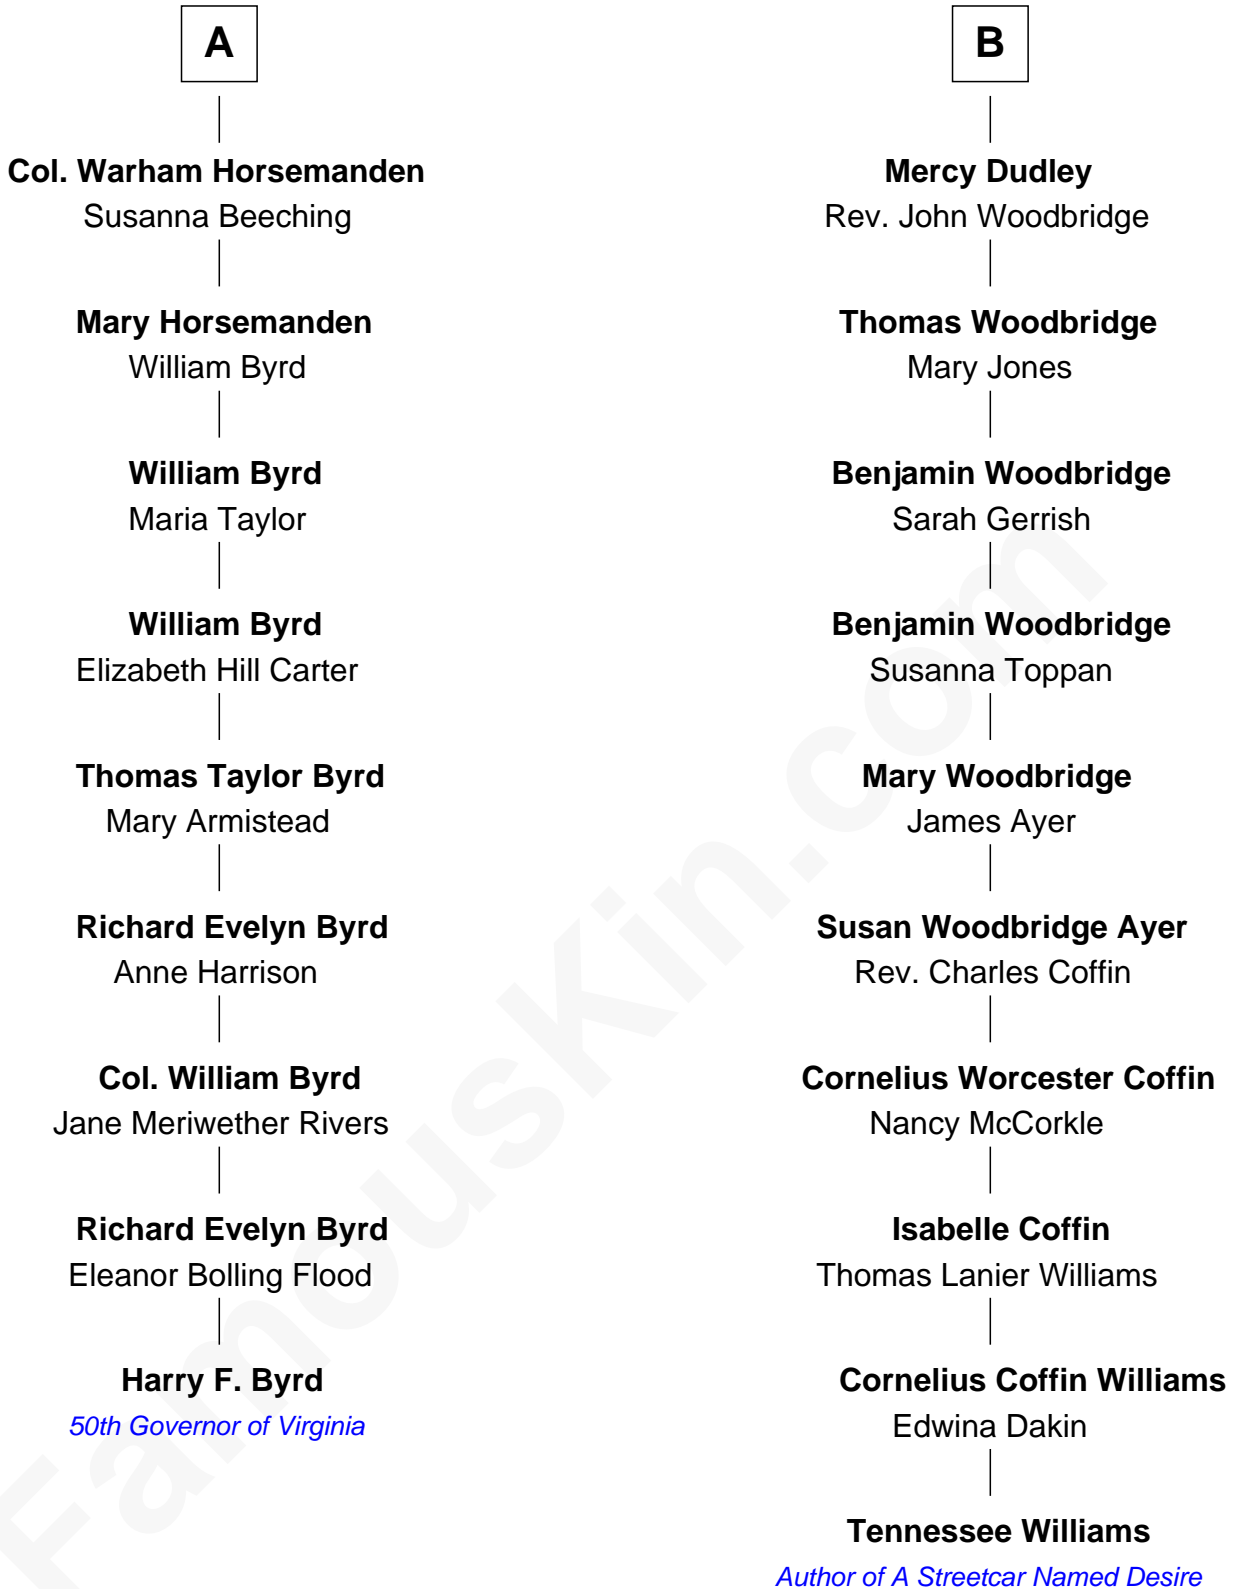 A
Col. Warham Horsemanden
Susanna Beeching
Mary Horsemanden
William Byrd
William Byrd
Maria Taylor
William Byrd
Elizabeth Hill Carter
Thomas Taylor Byrd
Mary Armistead
Richard Evelyn Byrd
Anne Harrison
Col. William Byrd
Jane Meriwether Rivers
Richard Evelyn Byrd
Eleanor Bolling Flood
Harry F. Byrd
50th Governor of Virginia
B
Mercy Dudley
Rev. John Woodbridge
Thomas Woodbridge
Mary Jones
Benjamin Woodbridge
Sarah Gerrish
Benjamin Woodbridge
Susanna Toppan
Mary Woodbridge
James Ayer
Susan Woodbridge Ayer
Rev. Charles Coffin
Cornelius Worcester Coffin
Nancy McCorkle
Isabelle Coffin
Thomas Lanier Williams
Cornelius Coffin Williams
Edwina Dakin
Tennessee Williams
Author of A Streetcar Named Desire
FamousKin.com